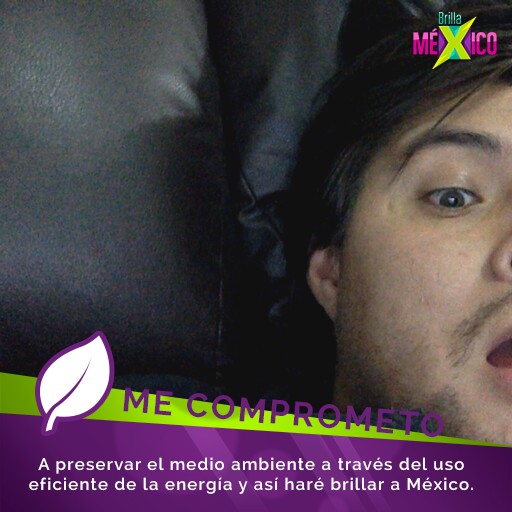 Brilla
MÉXICO
ME COMPROMETO
A preservar el medio ambiente a través del uso
eficiente de la energía y así haré brillar a México.